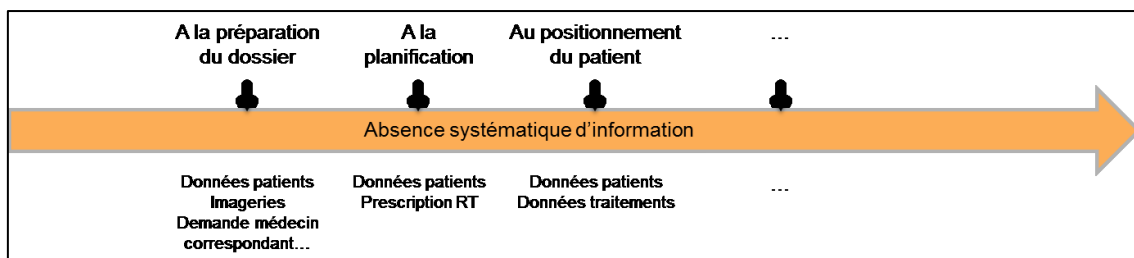 A la préparation
du dossier
A la
planification
Au positionnement
du patient
...
Absence systématique d'information
Données patients
Imageries
Demande médecin
correspondant...
Données patients
Prescription RT
Données patients
Données traitements
...